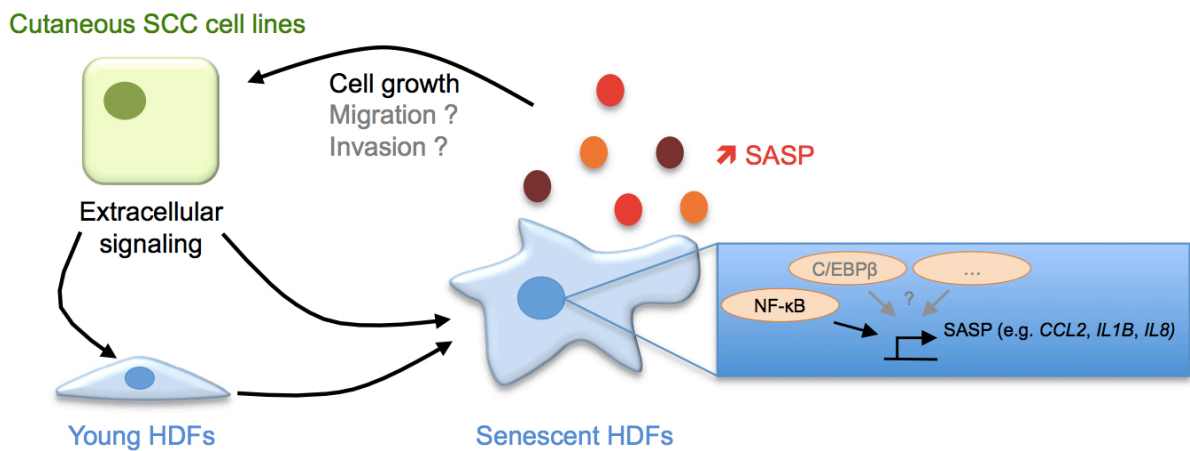 Cutaneous SCC cell lines
Cell growth
Migration ?
Invasion ?
SASP
Extracellular
signaling
C/EBPβ
...
?
NF-κB
SASP (e.g. CCL2, IL1B, IL8)
Young HDFs
Senescent HDFs